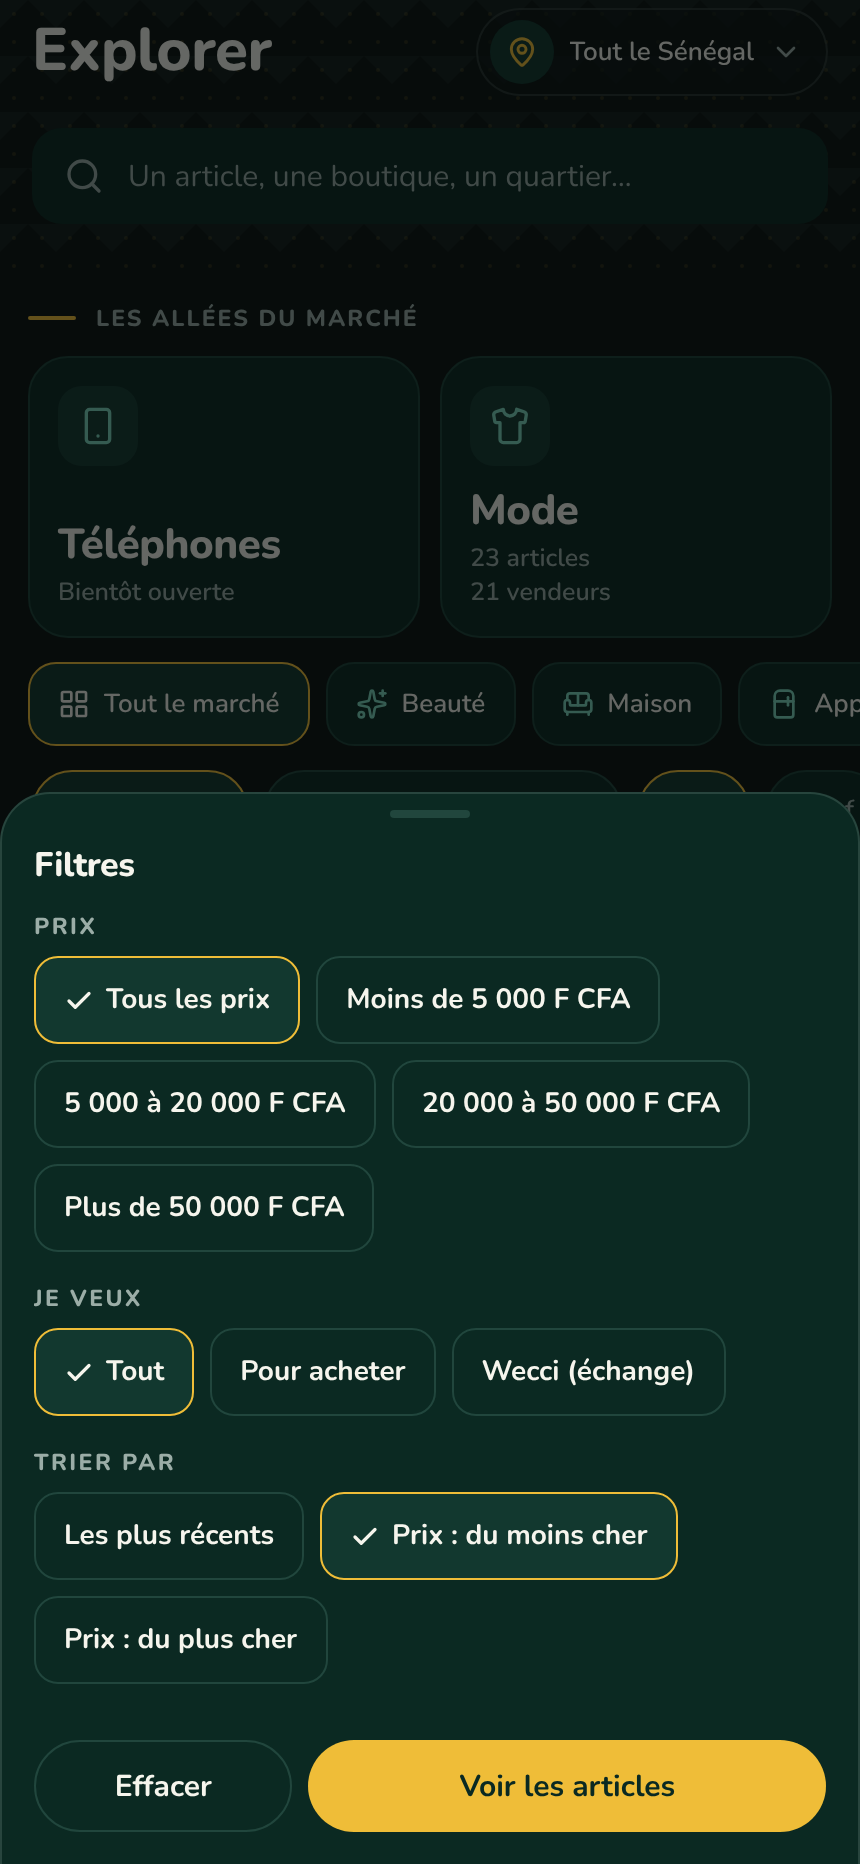 Explorer
Tout le Sénégal
Un article, une boutique, un quartier...
LES ALLÉES DU MARCHÉ
Téléphones
Bientôt ouverte
Mode
23 articles
21 vendeurs
Tout le marché
Beauté
Maison
App
Filtres
PRIX
Tous les prix
Moins de 5 000 F CFA
5 000 à 20 000 F CFA
20 000 à 50 000 F CFA
Plus de 50 000 F CFA
JE VEUX
Tout
Pour acheter
Wecci (échange)
TRIER PAR
Les plus récents
Prix : du moins cher
Prix : du plus cher
Effacer
Voir les articles